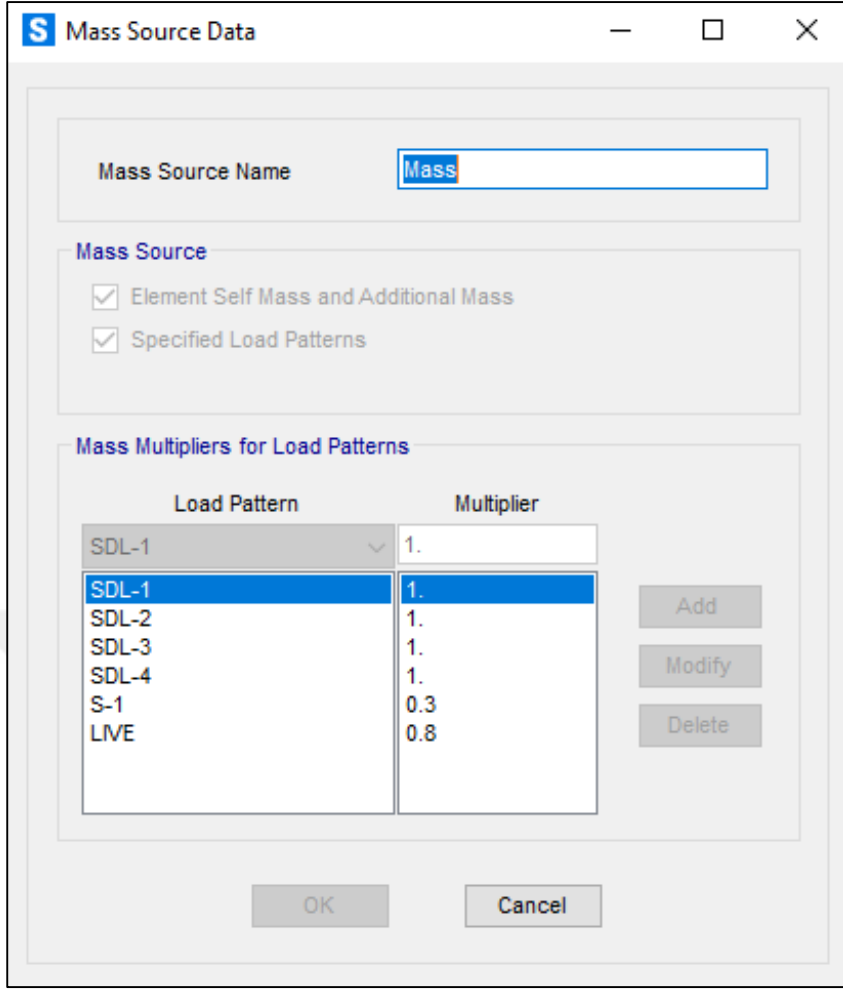 S Mass Source Data
Mass Source Name Mass
Mass Source
Element Self Mass and Additional Mass
Specified Load Patterns
Mass Multipliers for Load Patterns
Load Pattern Multiplier
SDL-1 1.
SDL-1 1.
SDL-2 1.
SDL-3 1.
SDL-4 1.
S-1 0.3
LIVE 0.8
Add
Modify
Delete
OK Cancel